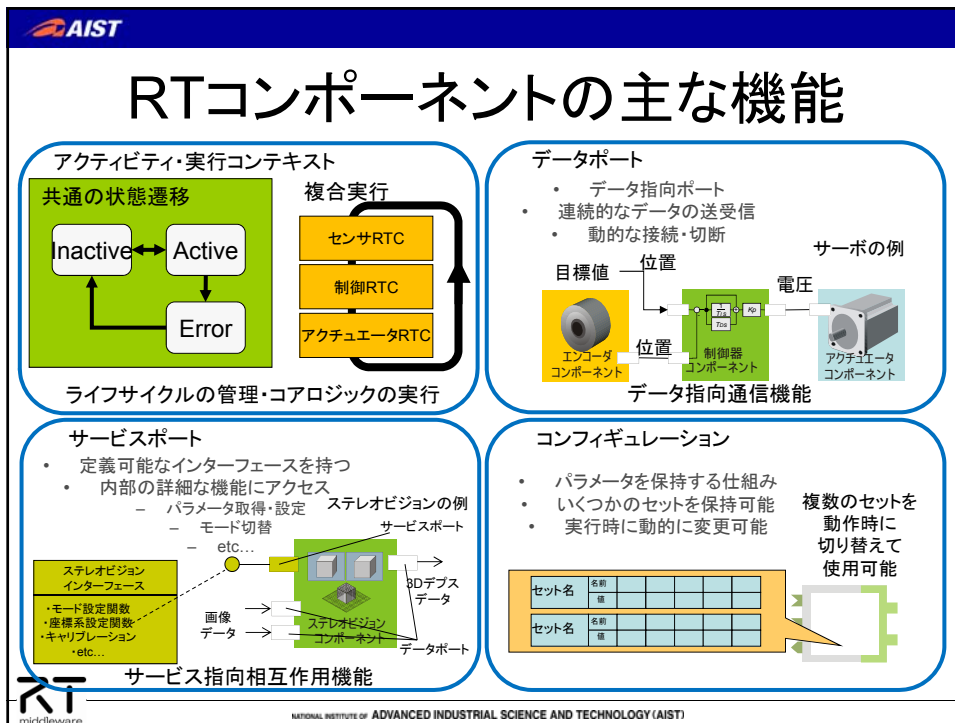 AIST
RTコンポーネントの主な機能
アクティビティ・実行コンテキスト
共通の状態遷移
Inactive
Active
Error
複合実行
センサRTC
制御RTC
アクチュエータRTC
ライフサイクルの管理・コアロジックの実行
データポート
• データ指向ポート
• 連続的なデータの送受信
• 動的な接続・切断
サーボの例
目標値
位置
電圧
位置
エンコーダ
コンポーネント
1
TIs
TDs
Kp
制御器
コンポーネント
アクチュエータ
コンポーネント
データ指向通信機能
サービスポート
• 定義可能なインターフェースを持つ
• 内部の詳細な機能にアクセス
– パラメータ取得・設定
– モード切替
– etc…
ステレオビジョンの例
サービスポート
ステレオビジョン
インターフェース
・モード設定関数
・座標系設定関数
・キャリブレーション
・etc…
画像
データ
ステレオビジョン
コンポーネント
3Dデプス
データ
データポート
サービス指向相互作用機能
コンフィギュレーション
• パラメータを保持する仕組み
• いくつかのセットを保持可能
• 実行時に動的に変更可能
複数のセットを
動作時に
切り替えて
使用可能
セット名
名前
値
セット名
名前
値
RT
middleware
NATIONAL INSTITUTE OF ADVANCED INDUSTRIAL SCIENCE AND TECHNOLOGY (AIST)